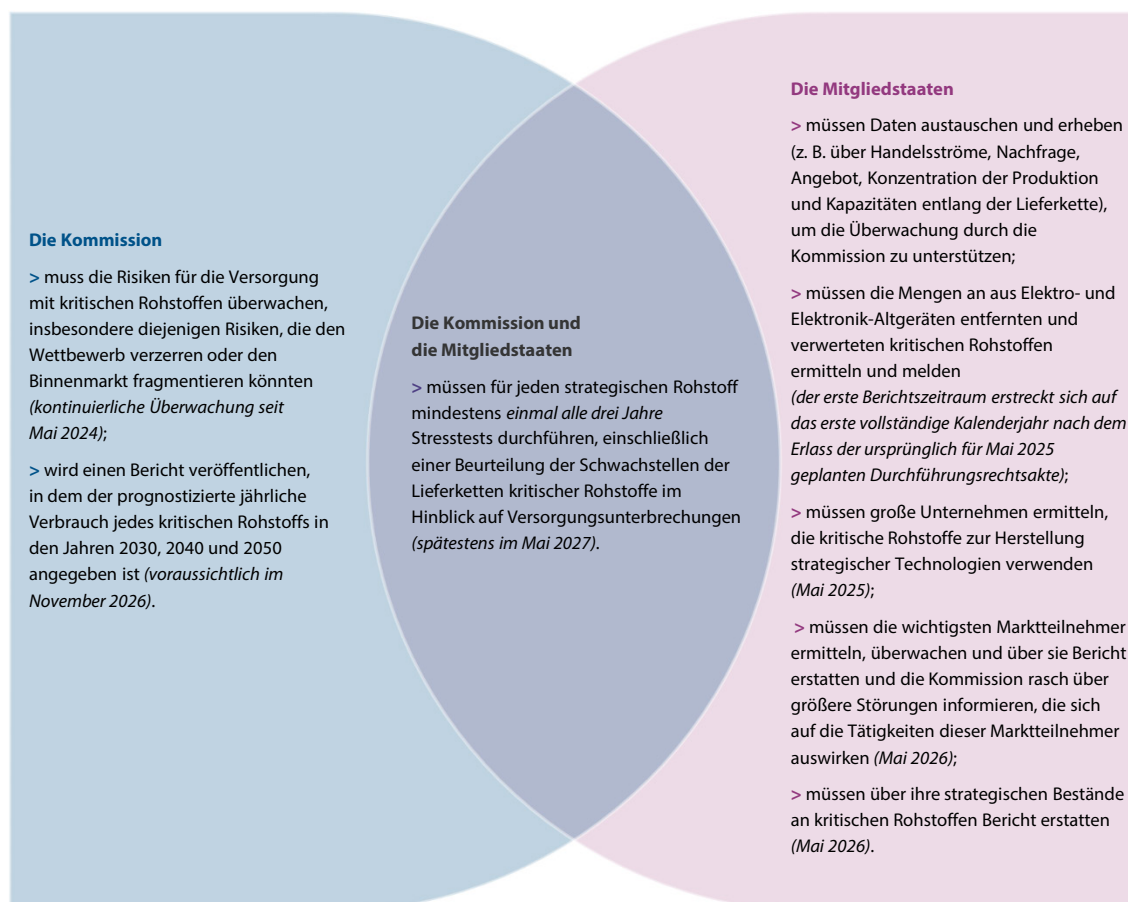 Die Kommission
> muss die Risiken für die Versorgung
mit kritischen Rohstoffen überwachen,
insbesondere diejenigen Risiken, die den
Wettbewerb verzerren oder den
Binnenmarkt fragmentieren könnten
(kontinuierliche Überwachung seit
Mai 2024);
> wird einen Bericht veröffentlichen,
in dem der prognostizierte jährliche
Verbrauch jedes kritischen Rohstoffs in
den Jahren 2030, 2040 und 2050
angegeben ist (voraussichtlich im
November 2026).
Die Kommission und
die Mitgliedstaaten
> müssen für jeden strategischen Rohstoff
mindestens einmal alle drei Jahre
Stresstests durchführen, einschließlich
einer Beurteilung der Schwachstellen der
Lieferketten kritischer Rohstoffe im
Hinblick auf Versorgungsunterbrechungen
(spätestens im Mai 2027).
Die Mitgliedstaaten
> müssen Daten austauschen und erheben
(z. B. über Handelsströme, Nachfrage,
Angebot, Konzentration der Produktion
und Kapazitäten entlang der Lieferkette),
um die Überwachung durch die
Kommission zu unterstützen;
> müssen die Mengen an aus Elektro- und
Elektronik-Altgeräten entfernten und
verwerteten kritischen Rohstoffen
ermitteln und melden
(der erste Berichtszeitraum erstreckt sich auf
das erste vollständige Kalenderjahr nach dem
Erlass der ursprünglich für Mai 2025
geplanten Durchführungsrechtsakte);
> müssen große Unternehmen ermitteln,
die kritische Rohstoffe zur Herstellung
strategischer Technologien verwenden
(Mai 2025);
> müssen die wichtigsten Marktteilnehmer
ermitteln, überwachen und über sie Bericht
erstatten und die Kommission rasch über
größere Störungen informieren, die sich
auf die Tätigkeiten dieser Marktteilnehmer
auswirken (Mai 2026);
> müssen über ihre strategischen Bestände
an kritischen Rohstoffen Bericht erstatten
(Mai 2026).